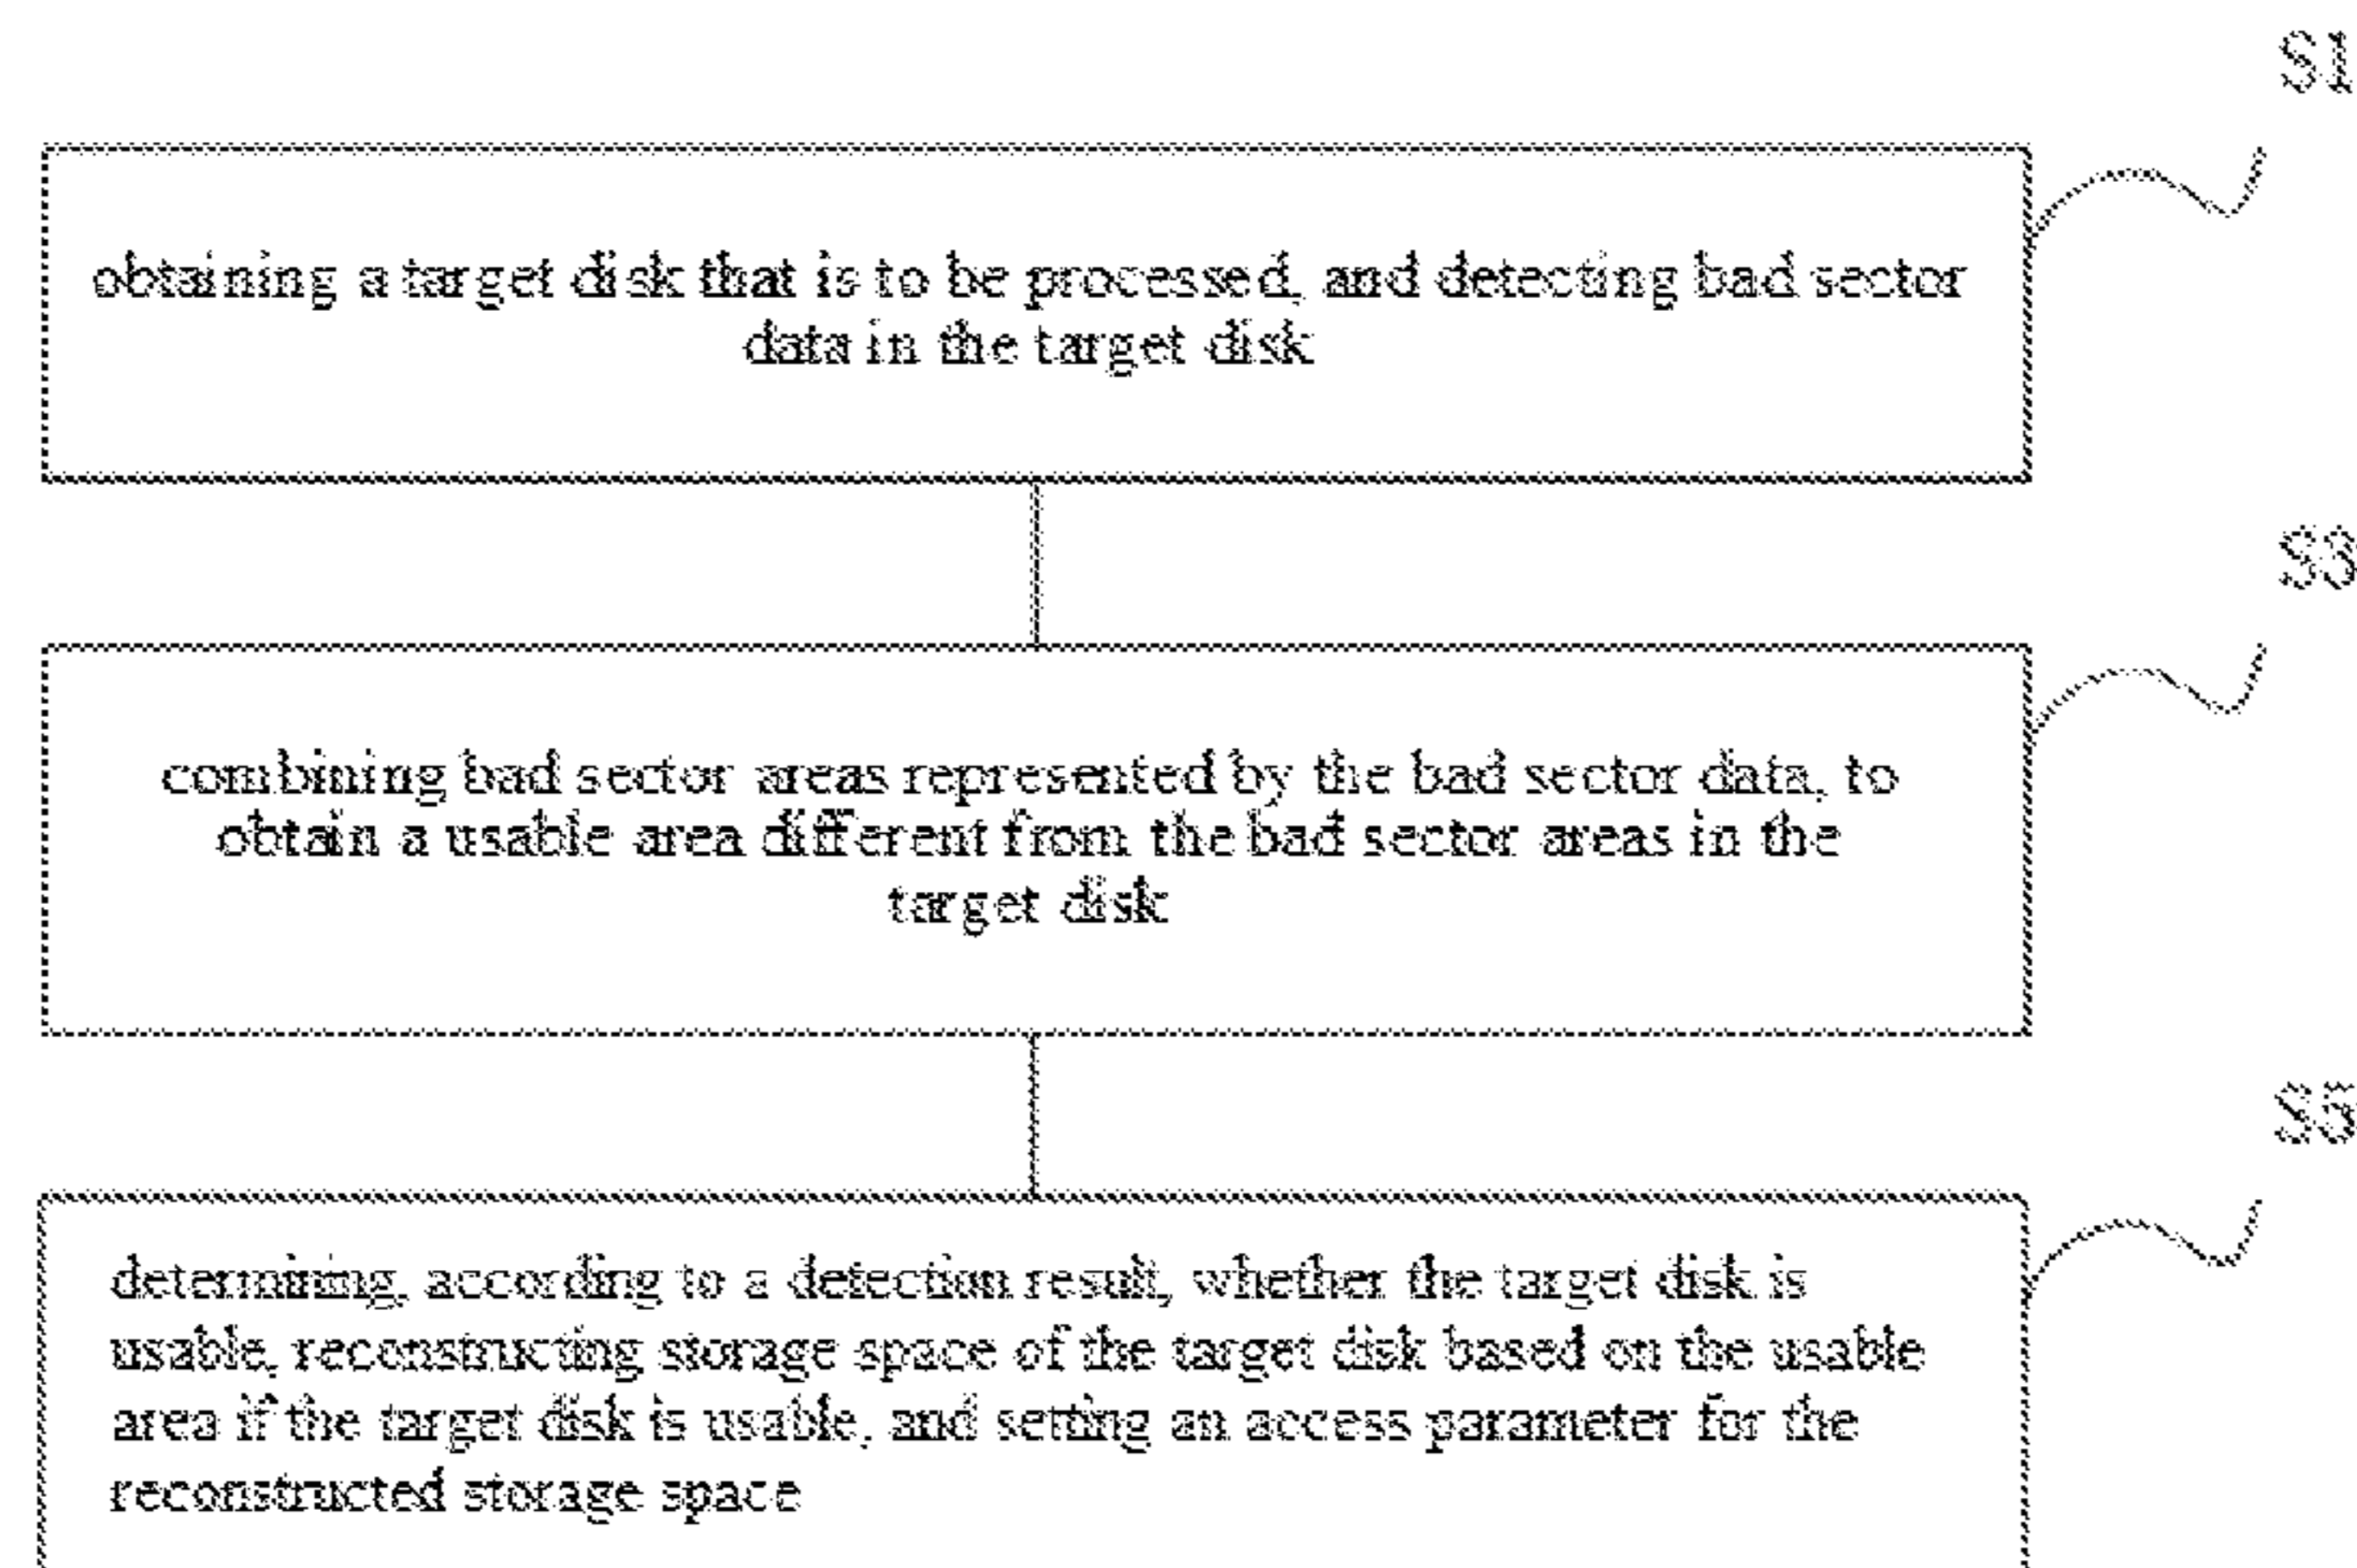 S1
obtaining a target disk that is to be processed, and detecting bad sector
data in the target disk
S3
combining bad sector areas represented by the bad sector data, to
obtain a usable area different from the bad sector areas in the
target disk
S5
determining, according to a detection result, whether the target disk is
usable, reconstructing storage space of the target disk based on the usable
area if the target disk is usable, and setting an access parameter for the
reconstructed storage space